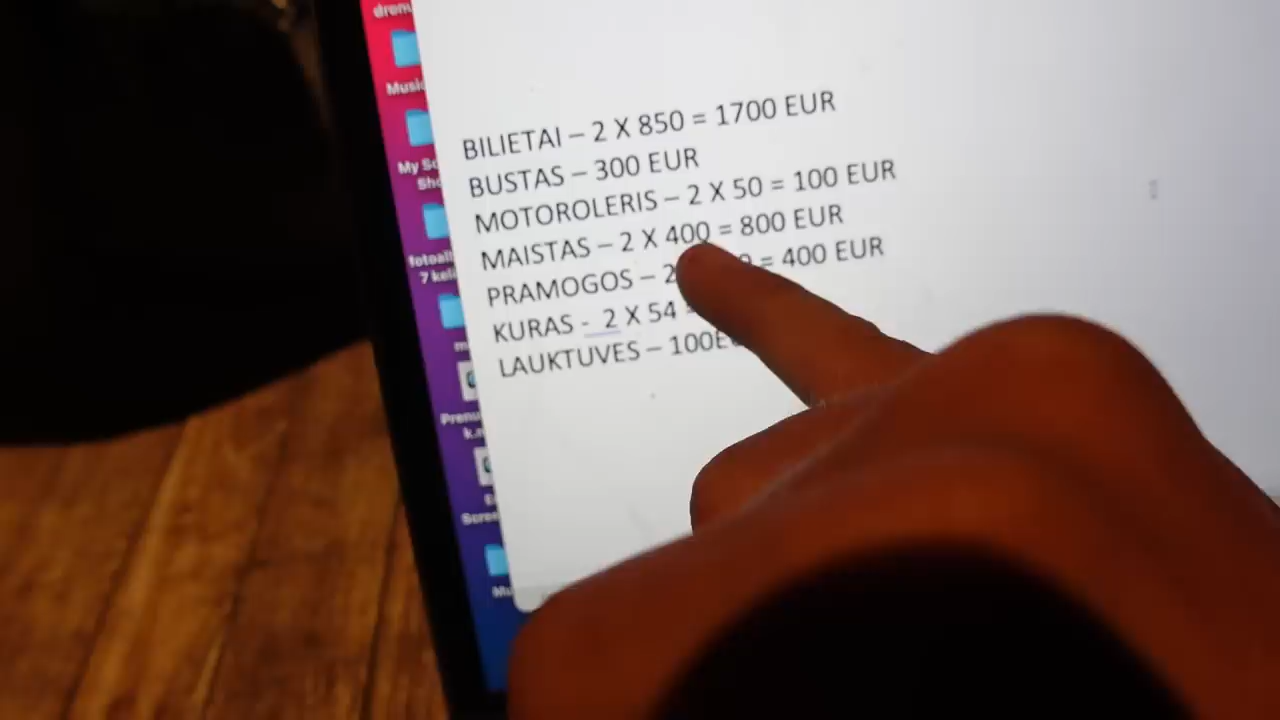 BILIETAI – 2 X 850 = 1700 EUR
BUSTAS – 300 EUR
MOTOROLERIS – 2 X 50 = 100 EUR
MAISTAS – 2 X 400 = 800 EUR
PRAMOGOS – 2 = 400 EUR
KURAS - 2 X 54
LAUKTUVES – 100E